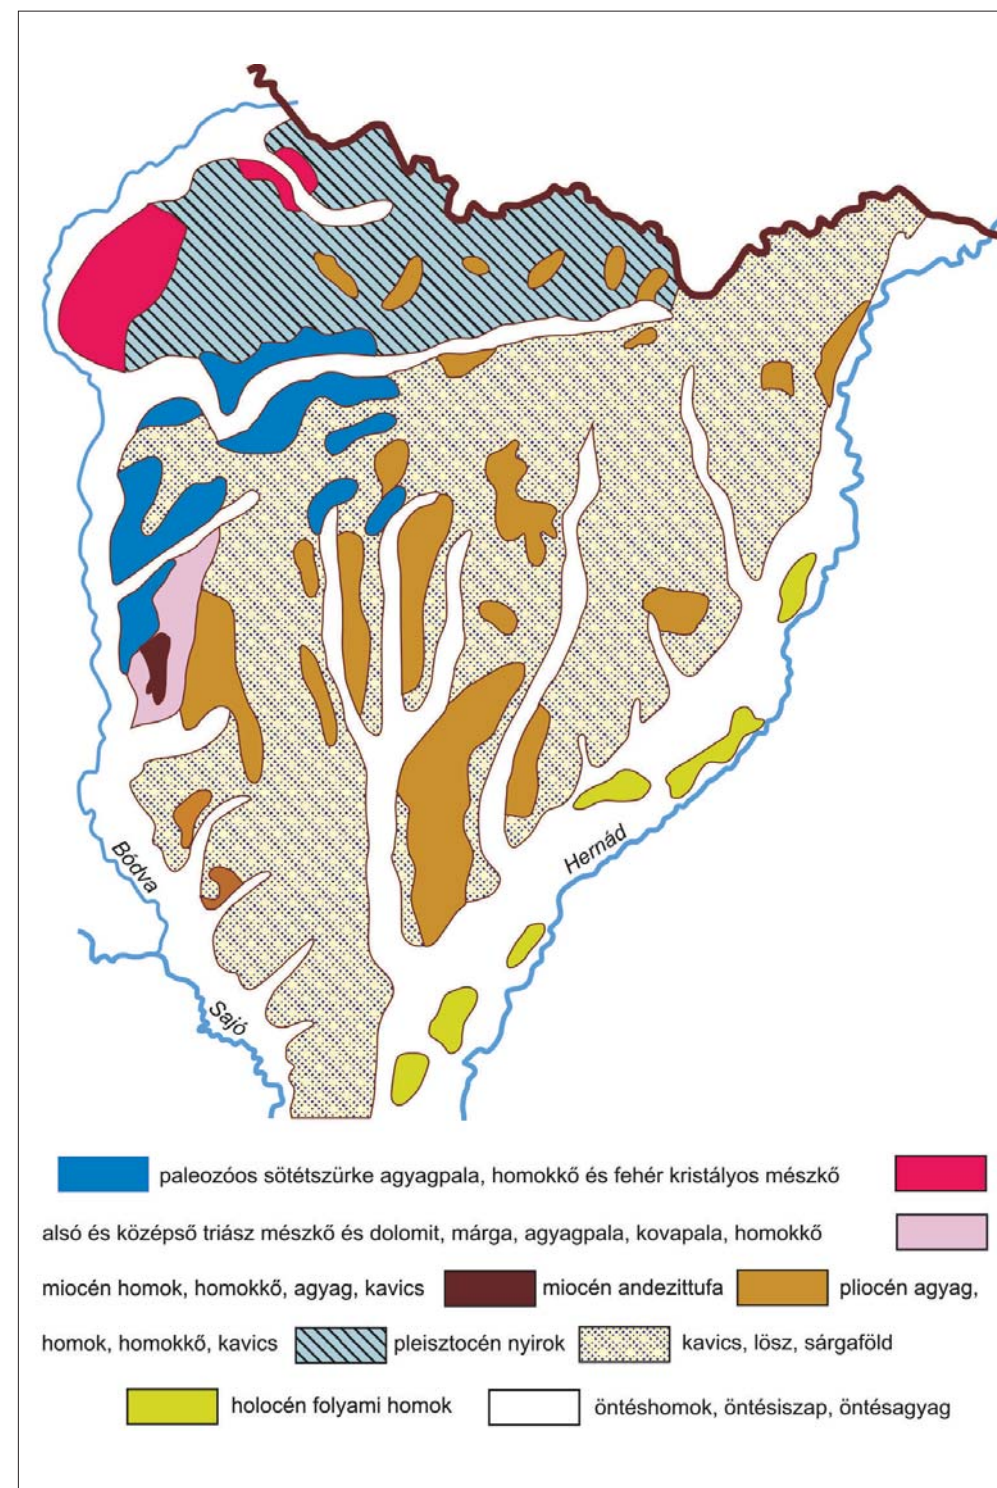 Bódva
Hernád
Sajó
paleozóos sötétszürke agyagpala, homokkő és fehér kristályos mészkő
alsó és középső triász mészkő és dolomit, márga, agyagpala, kovapala, homokkő
miocén homok, homokkő, agyag, kavics miocén andezittufa pliocén agyag,
homok, homokkő, kavics pleisztocén nyirok kavics, lösz, sárgaföld
holocén folyami homok öntéshomok, öntésiszap, öntésagyag